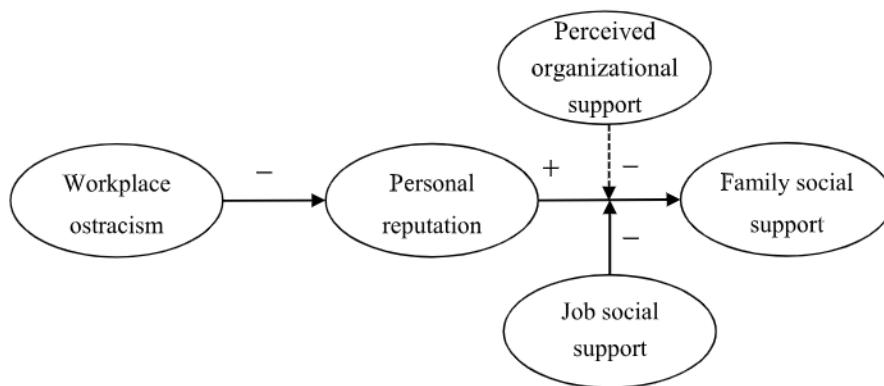 Perceived
organizational
support
Workplace
ostracism
−
Personal
reputation
+
−
Family social
support
−
Job social
support